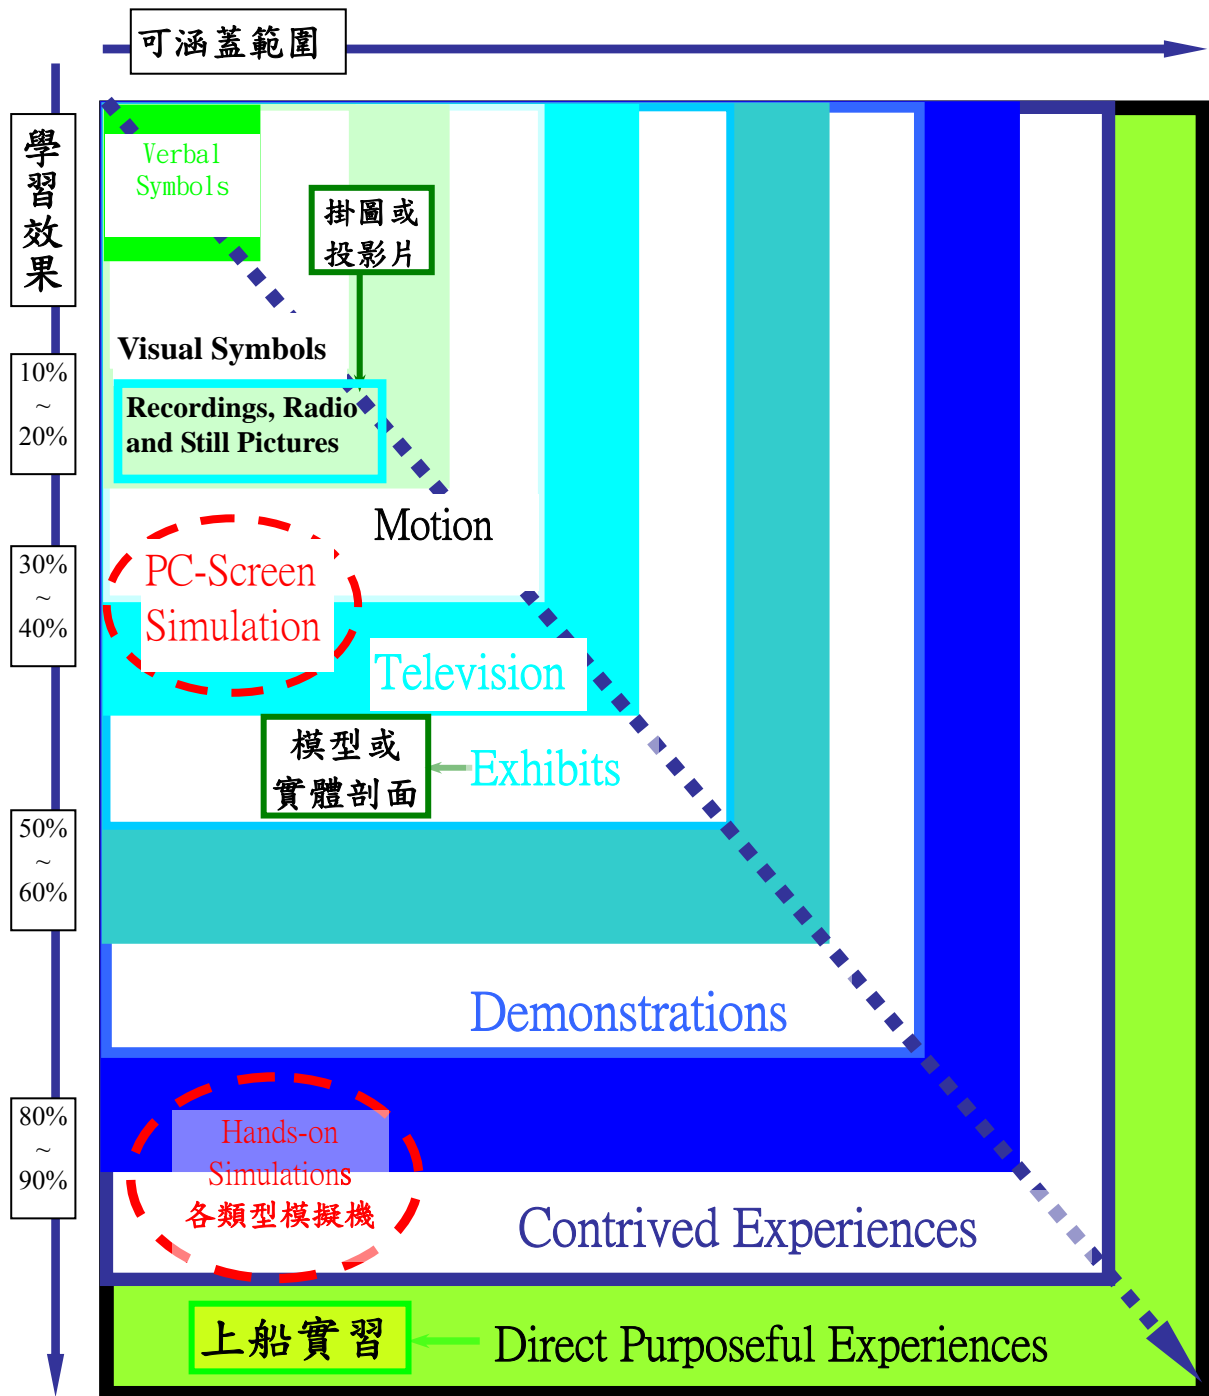 可涵蓋範圍
學
習
效
果
Verbal
Symbols
掛圖或
投影片
Visual Symbols
10%
~
20%
Recordings, Radio
and Still Pictures
Motion
30%
~
40%
PC-Screen
Simulation
Television
模型或
實體剖面
Exhibits
50%
~
60%
Demonstrations
80%
~
90%
Hands-on
Simulations
各類型模擬機
Contrived Experiences
上船實習
Direct Purposeful Experiences